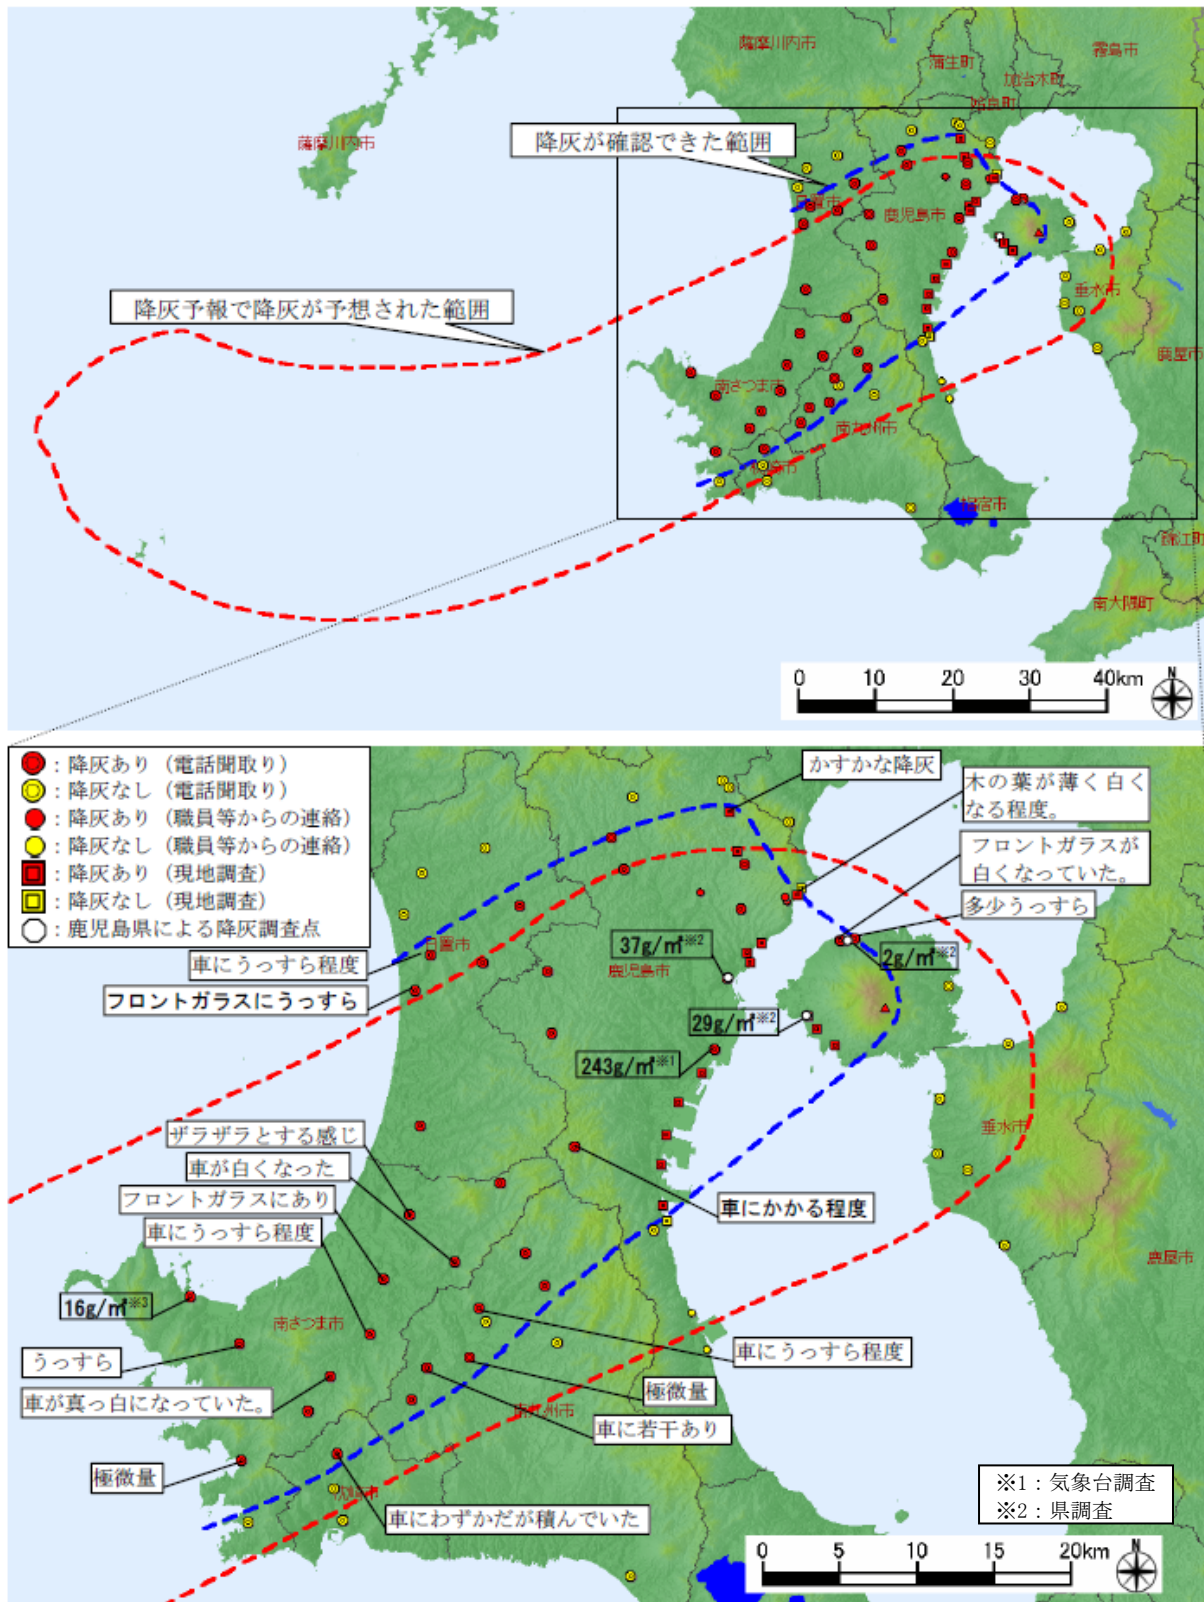 薩摩川内市
霧島市
蒲生町
加治木町
姶良町
薩摩川内市
降灰が確認できた範囲
日置市
鹿児島市
降灰予報で降灰が予想された範囲
垂水市
鹿屋市
南さつま市
南九州市
枕崎市
指宿市
錦江町
南大隅町
0 10 20 30 40km
N
◎：降灰あり（電話聞取り）
◎：降灰なし（電話聞取り）
●：降灰あり（職員等からの連絡）
●：降灰なし（職員等からの連絡）
回：降灰あり（現地調査）
回：降灰なし（現地調査）
○：鹿児島県による降灰調査点
かすかな降灰
木の葉が薄く白く
なる程度。
フロントガラスが
白くなっていた。
多少うっすら
2g/㎡※2
37g/㎡※2
日置市
鹿児島市
車にうっすら程度
フロントガラスにうっすら
29g/㎡※2
243g/㎡※1
垂水市
ザラザラとする感じ
車が白くなった
フロントガラスにあり
車にうっすら程度
車にかかる程度
鹿屋市
16g/㎡※3
南さつま市
うっすら
車にうっすら程度
車が真っ白になっていた。
極微量
南九州市
車に若干あり
極微量
枕崎市
車にわずかだが積んでいた
※1：気象台調査
※2：県調査
0 5 10 15 20km
N